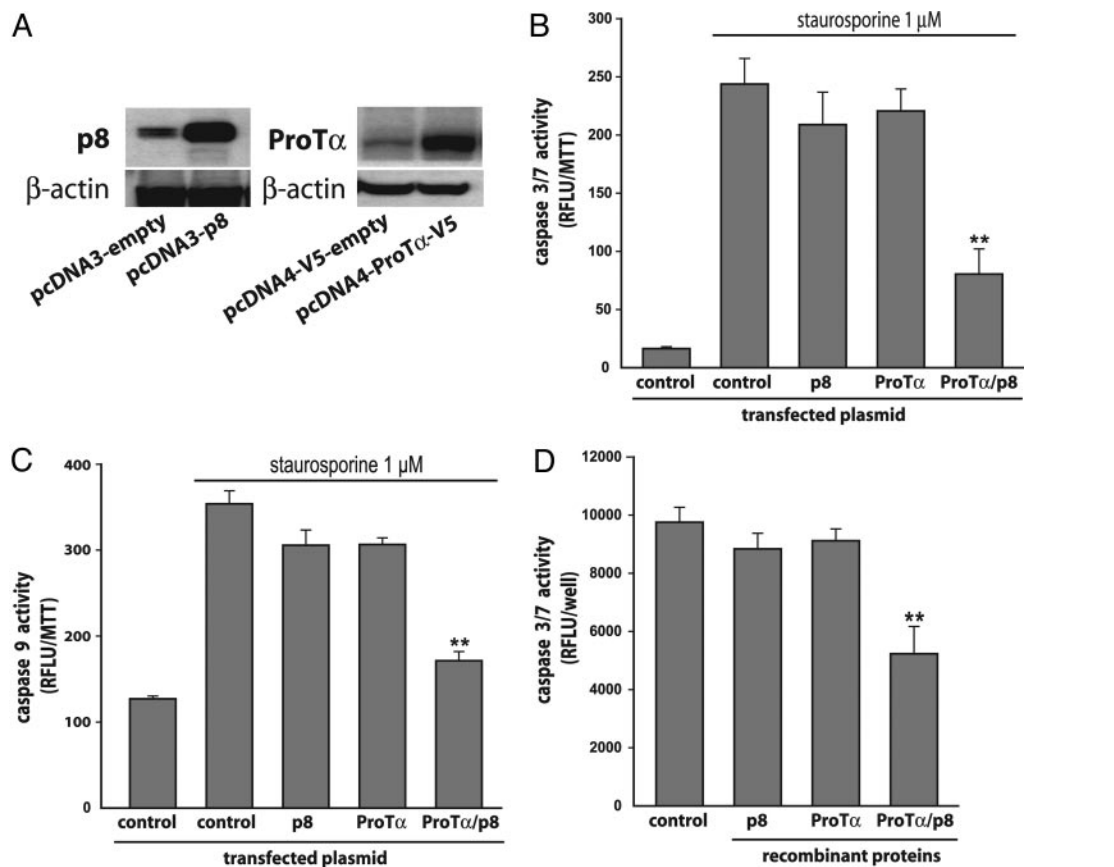 A
p8
β-actin
pcDNA3-empty
pcDNA3-p8
ProTα
β-actin
pcDNA4-V5-empty
pcDNA4-ProTα-V5
B
staurosporine 1 μM
caspase 3/7 activity
(RFLU/MTT)
300
250
200
150
100
50
0
**
control control p8 ProTα ProTα/p8
transfected plasmid
C
staurosporine 1 μM
caspase 9 activity
(RFLU/MTT)
400
300
200
100
0
**
control control p8 ProTα ProTα/p8
transfected plasmid
D
caspase 3/7 activity
(RFLU/well)
12000
10000
8000
6000
4000
2000
0
**
control p8 ProTα ProTα/p8
recombinant proteins